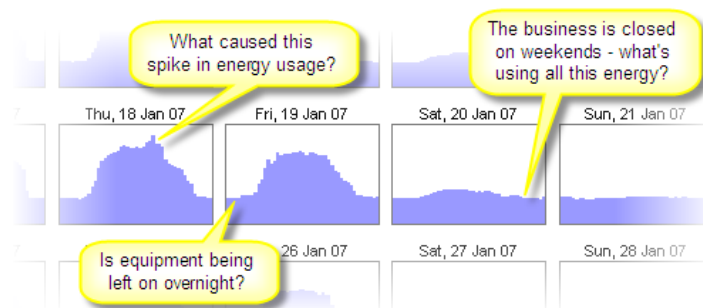 What caused this
spike in energy usage?
The business is closed
on weekends - what's
using all this energy?
Thu, 18 Jan 07
Fri, 19 Jan 07
Sat, 20 Jan 07
Sun, 21 Jan 07
Is equipment being
left on overnight?
26 Jan 07
Sat, 27 Jan 07
Sun, 28 Jan 07